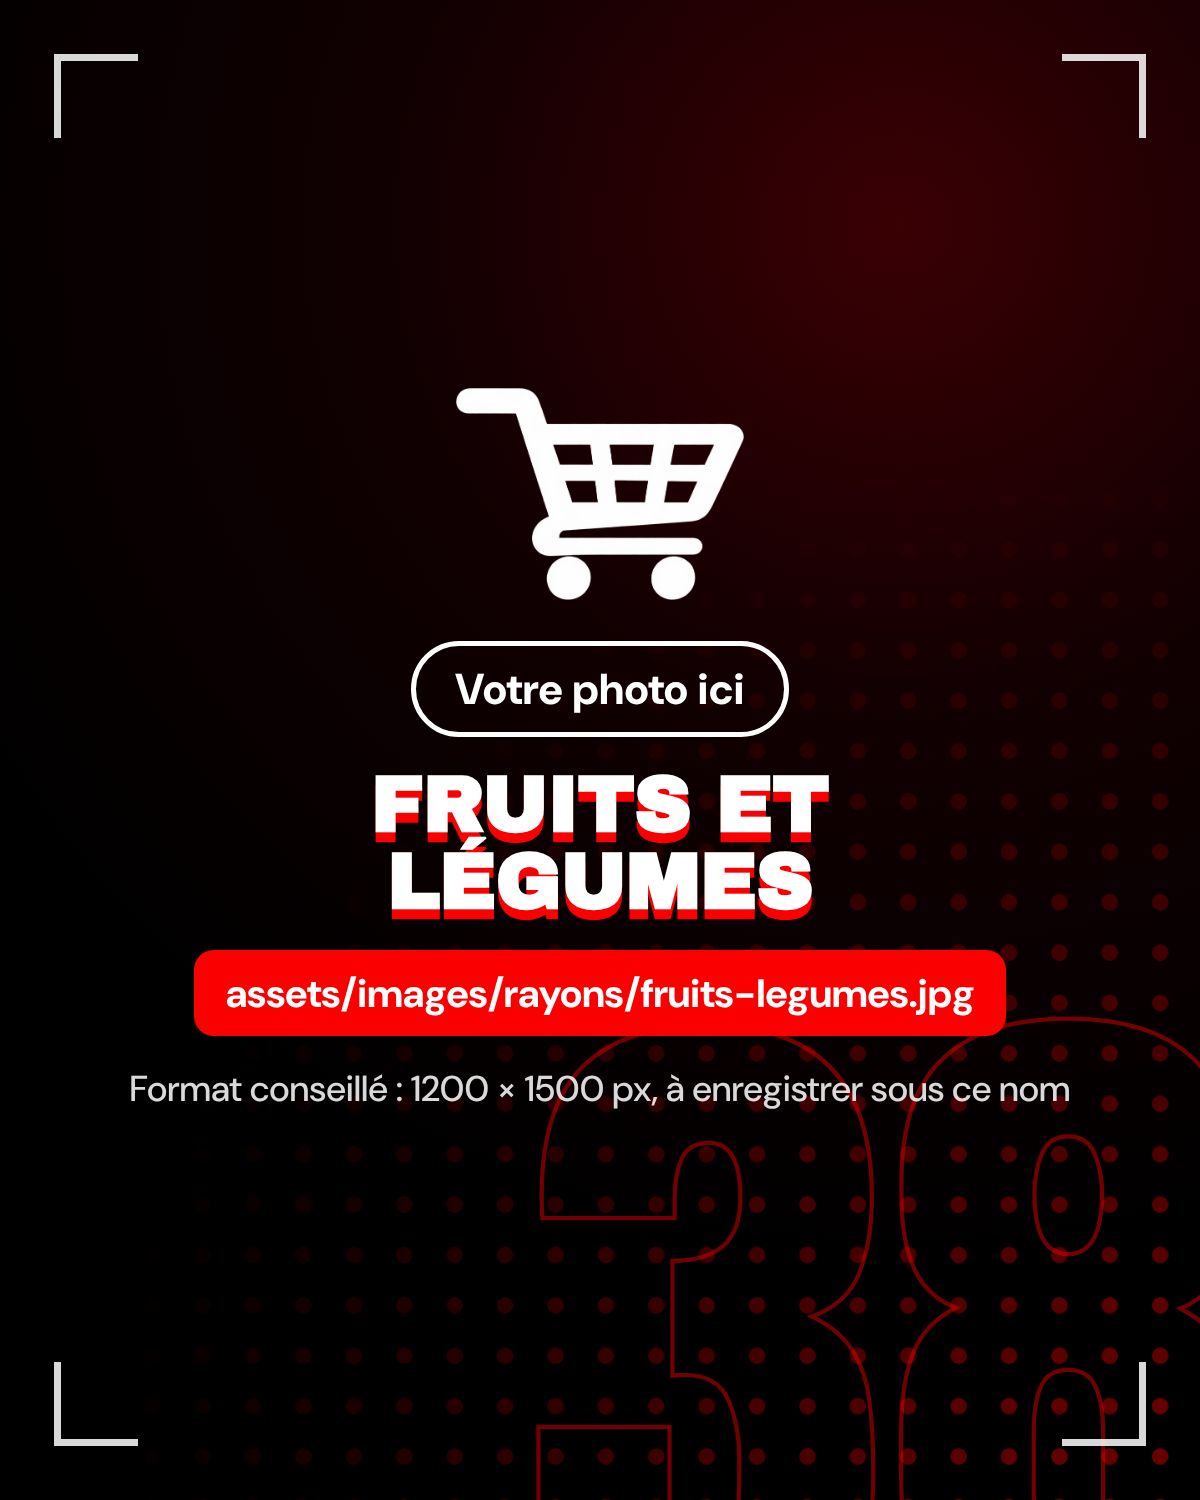 Votre photo ici
FRUITS ET
LÉGUMES
assets/images/rayons/fruits-legumes.jpg
Format conseillé : 1200 × 1500 px, à enregistrer sous ce nom
38